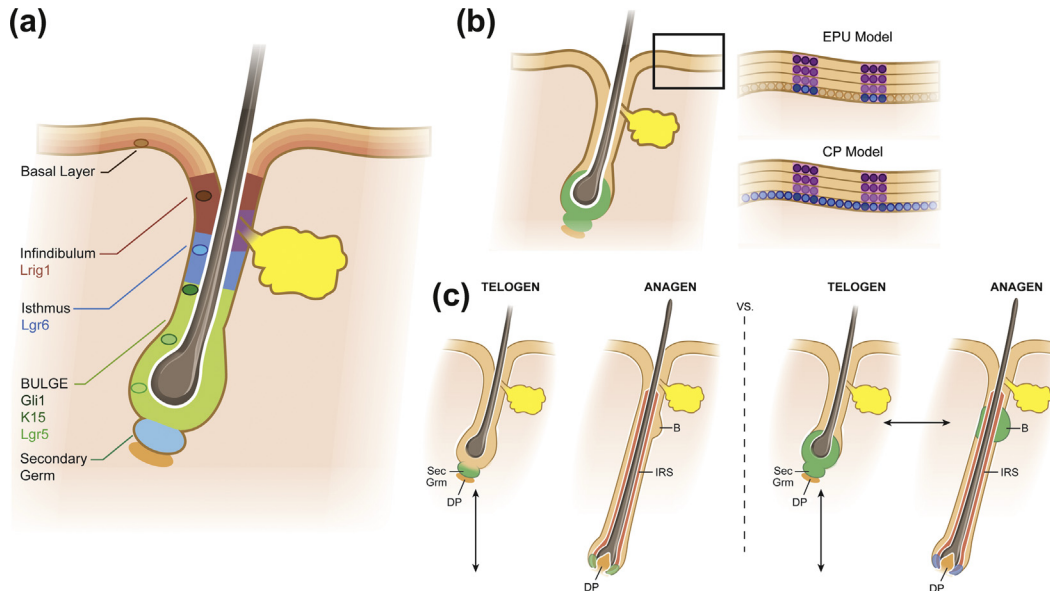 (a)
Basal Layer
Infindibulum
Lrig1
Isthmus
Lgr6
BULGE
Gli1
K15
Lgr5
Secondary
Germ
(b)
EPU Model
CP Model
(c)
TELOGEN
ANAGEN
B
IRS
Sec
Grm
DP
DP
VS.
TELOGEN
ANAGEN
B
IRS
Sec
Grm
DP
DP